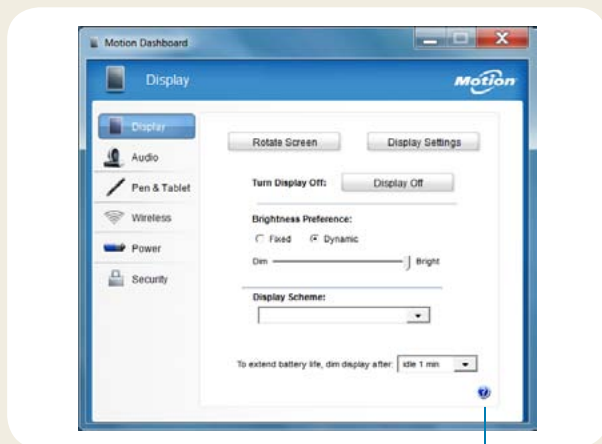 Motion Dashboard
Display
Motion
Display
Audio
Pen & Tablet
Wireless
Power
Security
Rotate Screen Display Settings
Turn Display Off: Display Off
Brightness Preference:
Fixed Dynamic
Dim Bright
Display Scheme:
To extend battery life, dim display after: idle 1 min
?